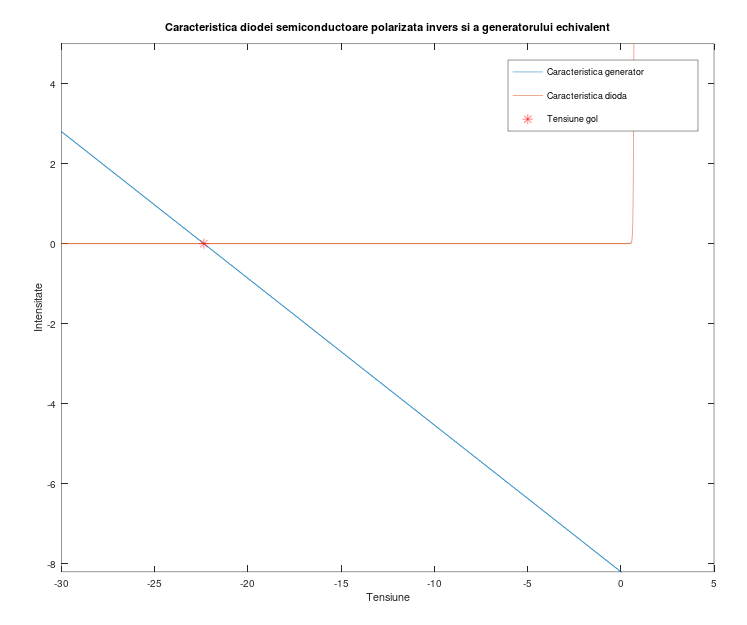 Caracteristica diodei semiconductoare polarizata invers si a generatorului echivalent
Caracteristica generator
Caracteristica dioda
Tensiune gol
4
2
0
-2
-4
-6
-8
Intensitate
-30 -25 -20 -15 -10 -5 0 5
Tensiune